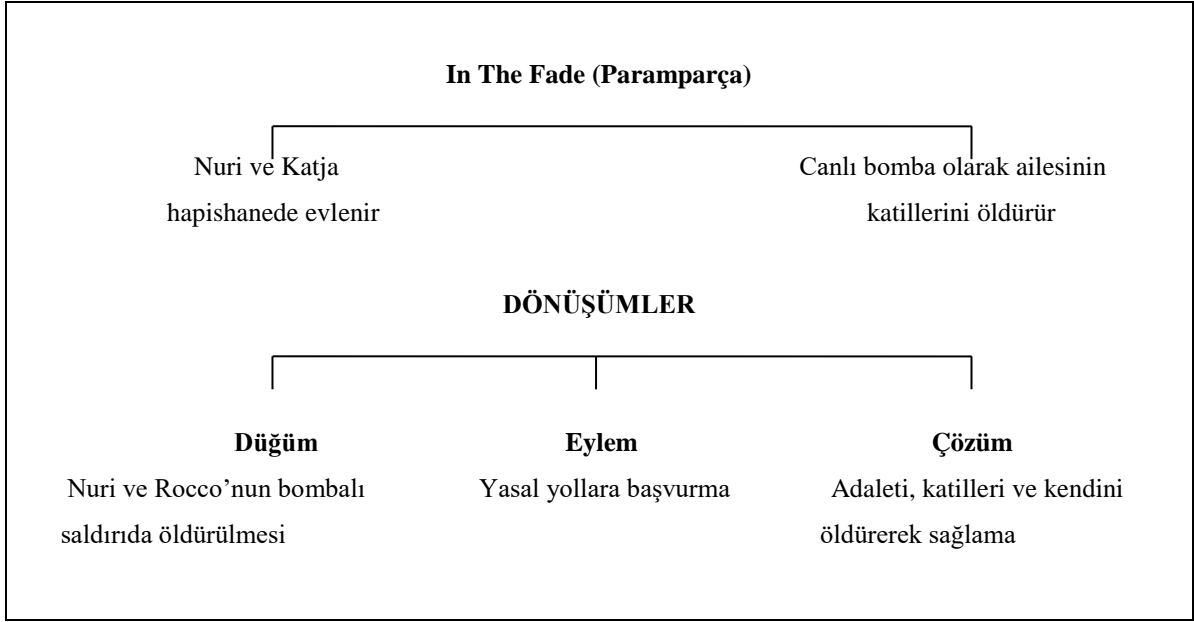 In The Fade (Paramparça)
Nuri ve Katja
hapishanede evlenir
Canlı bomba olarak ailesinin
katillerini öldürür
DÖNÜŞÜMLER
Düğüm
Nuri ve Rocco’nun bombalı
saldırıda öldürülmesi
Eylem
Yasal yollara başvurma
Çözüm
Adaleti, katilleri ve kendini
öldürerek sağlama